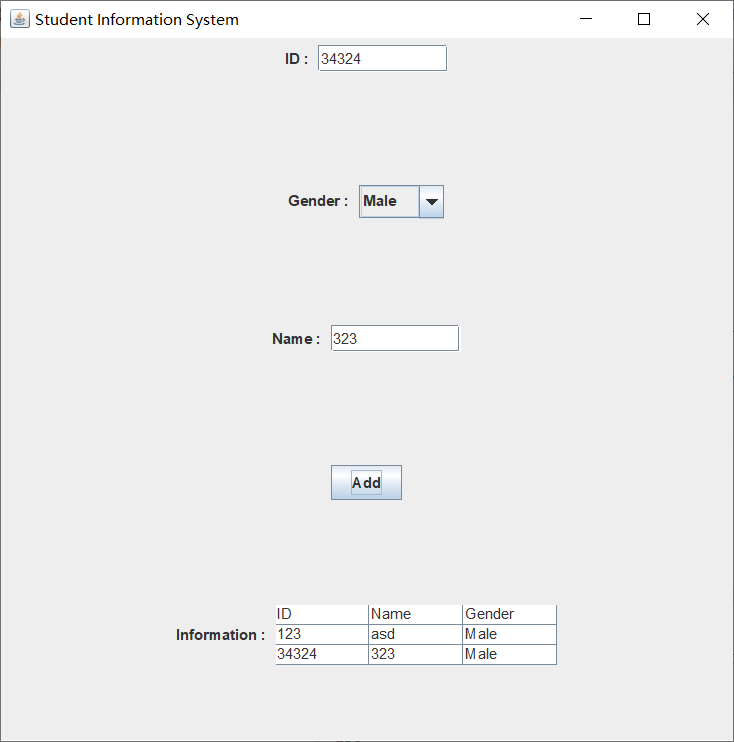 Student Information System
ID : 34324
Gender : Male
Name : 323
Add
ID Name Gender
Information : 123 asd Male
34324 323 Male